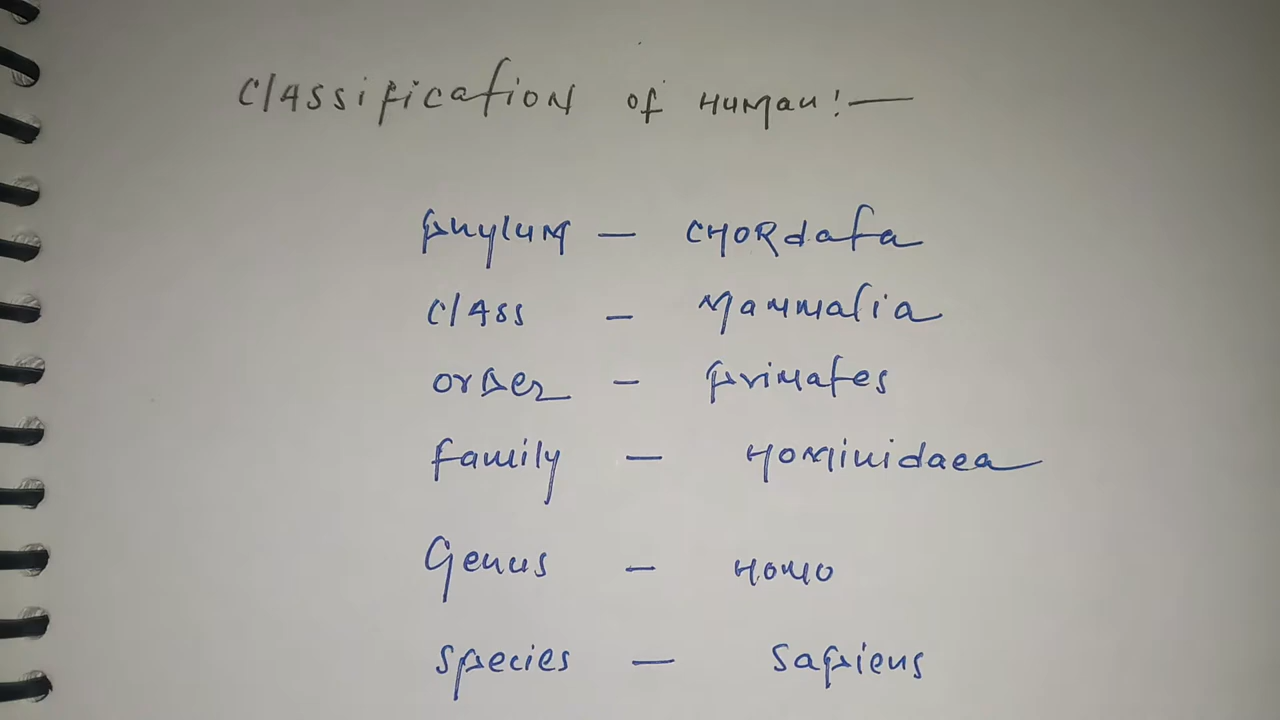 Classification of Human:—
Phylum — CHORdata
Class — Mammalia
Order — Primates
Family — Hominidaea
Genus — Homo
Species — Sapiens